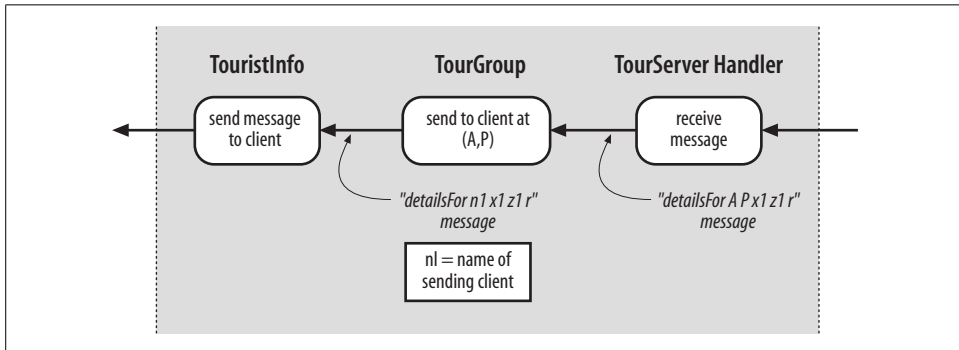 TouristInfo
TourGroup
TourServer Handler
send message
to client
send to client at
(A,P)
receive
message
"detailsFor n1 x1 z1 r"
message
"detailsFor A P x1 z1 r"
message
nl = name of
sending client